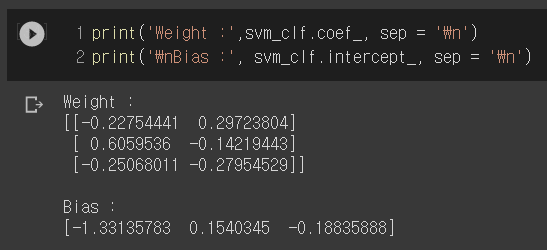 1 print('Weight :',svm_clf.coef_, sep = '₩n')
2 print('₩nBias :', svm_clf.intercept_, sep = '₩n')
Weight :
[[-0.22754441 0.29723804]
[ 0.6059536 -0.14219443]
[-0.25068011 -0.27954529]]
Bias :
[-1.33135783 0.1540345 -0.18835888]